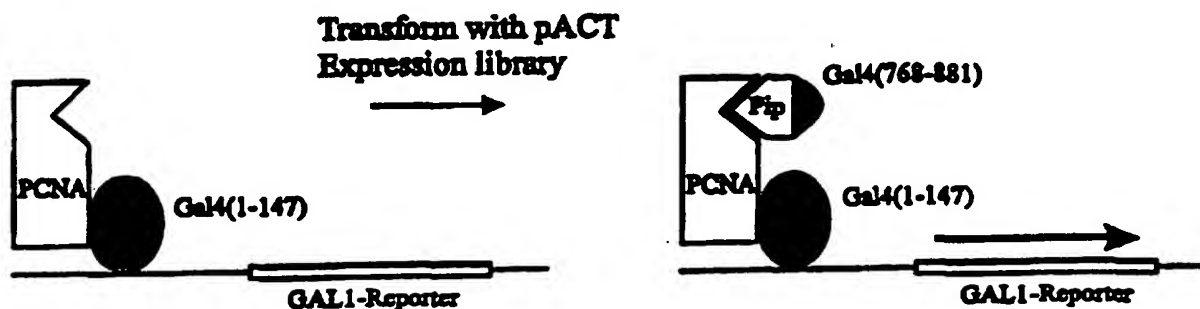 Transform with pACT
Expression library
PCNA
Gal4(1-147)
GAL1-Reporter
Gal4(768-881)
Pip
PCNA
Gal4(1-147)
GAL1-Reporter